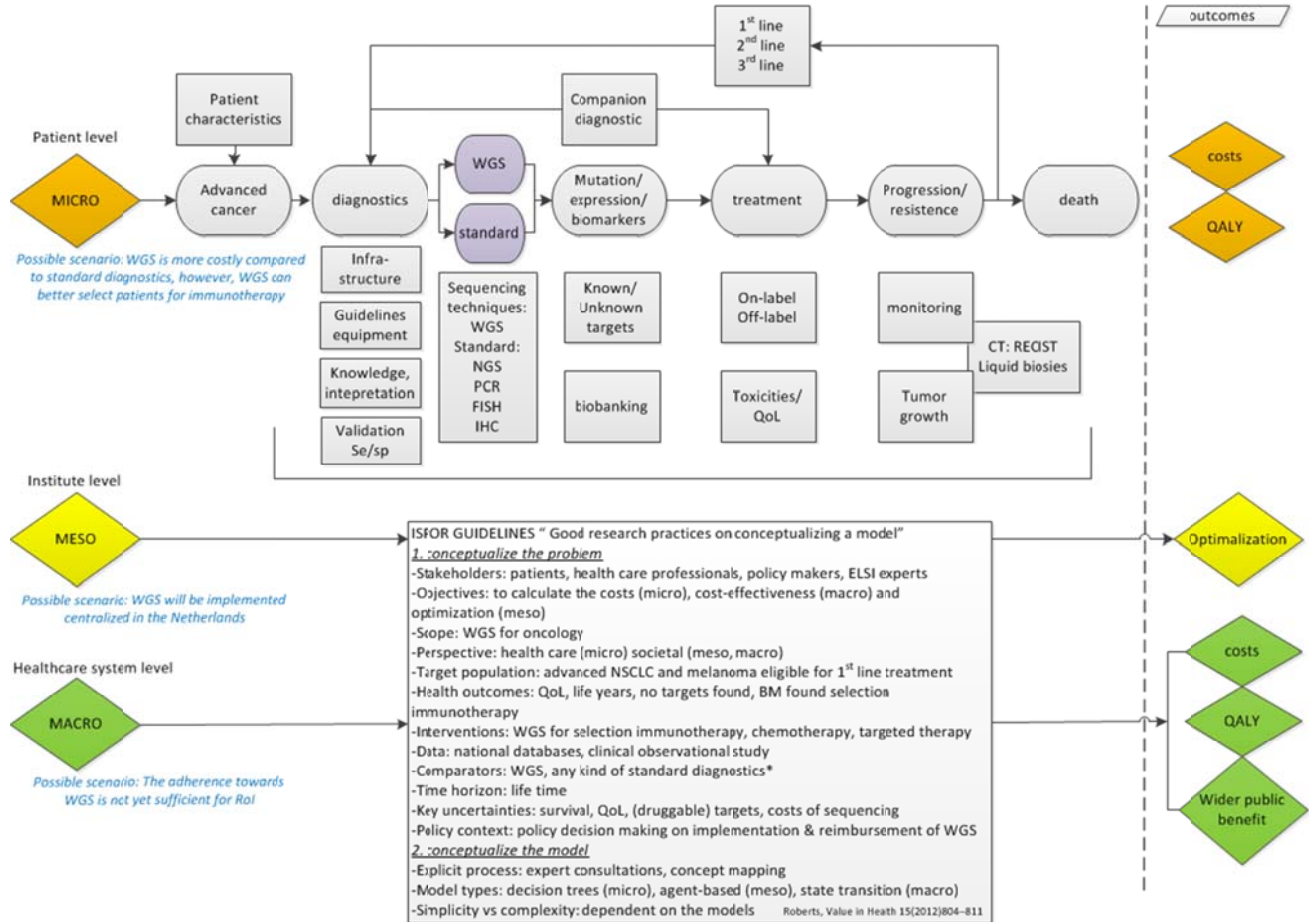 outcomes
1st line
2nd line
3rd line
Patient
characteristics
Companion
diagnostic
Patient level
MICRO
Advanced
cancer
diagnostics
WGS
standard
Mutation/
expression/
biomarkers
treatment
Progression/
resistence
death
costs
QALY
Possible scenario: WGS is more costly compared
to standard diagnostics, however, WGS can
better select patients for immunotherapy
Infra-
structure
Guidelines
equipment
Knowledge,
intepretation
Validation
Se/sp
Sequencing
techniques:
WGS
Standard:
NGS
PCR
FISH
IHC
Known/
Unknown
targets
biobanking
On-label
Off-label
Toxicities/
QoL
monitoring
CT: RECIST
Liquid biosies
Tumor
growth
Institute level
MESO
Possible scenario: WGS will be implemented
centralized in the Netherlands
Healthcare system level
MACRO
Possible scenario: The adherence towards
WGS is not yet sufficient for RoI
ISPOR GUIDELINES “ Good research practices on conceptualizing a model”
1. conceptualize the problem
-Stakeholders: patients, health care professionals, policy makers, ELSI experts
-Objectives: to calculate the costs (micro), cost-effectiveness (macro) and
optimization (meso)
-Scope: WGS for oncology
-Perspective: health care (micro) societal (meso, macro)
-Target population: advanced NSCLC and melanoma eligible for 1st line treatment
-Health outcomes: QoL, life years, no targets found, BM found selection
immunotherapy
-Interventions: WGS for selection immunotherapy, chemotherapy, targeted therapy
-Data: national databases, clinical observational study
-Comparators: WGS, any kind of standard diagnostics*
-Time horizon: life time
-Key uncertainties: survival, QoL, (druggable) targets, costs of sequencing
-Policy context: policy decision making on implementation & reimbursement of WGS
2. conceptualize the model
-Explicit process: expert consultations, concept mapping
-Model types: decision trees (micro), agent-based (meso), state transition (macro)
-Simplicity vs complexity: dependent on the models
Roberts, Value in Heath 15(2012)804–811
Optimalization
costs
QALY
Wider public
benefit